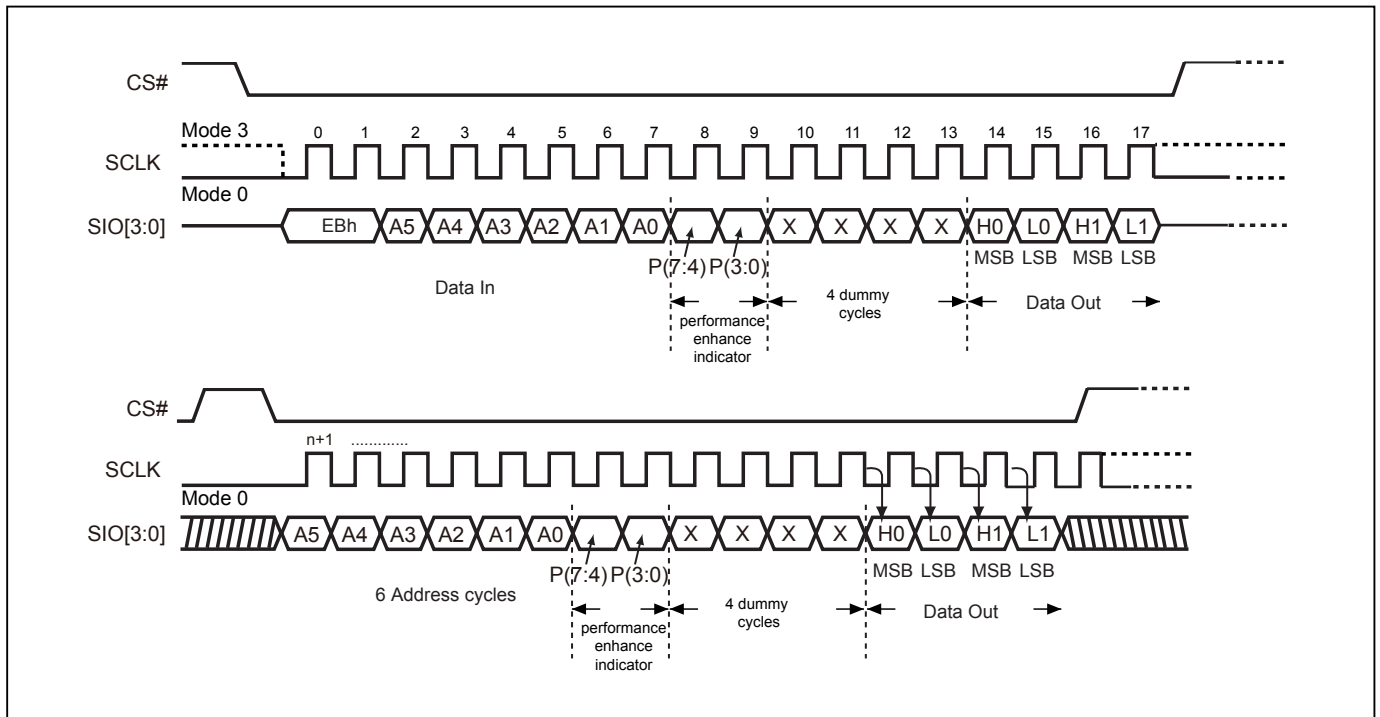 CS#
Mode 3
0 1 2 3 4 5 6 7 8 9 10 11 12 13 14 15 16 17
SCLK
Mode 0
SIO[3:0] EBh A5 A4 A3 A2 A1 A0 X X X X H0 L0 H1 L1
MSB LSB MSB LSB
P(7:4) P(3:0)
Data In
4 dummy
cycles
Data Out
performance
enhance
indicator
CS#
n+1 .............
SCLK
Mode 0
SIO[3:0] A5 A4 A3 A2 A1 A0 X X X X H0 L0 H1 L1
P(7:4) P(3:0) MSB LSB MSB LSB
6 Address cycles
4 dummy
cycles
Data Out
performance
enhance
indicator